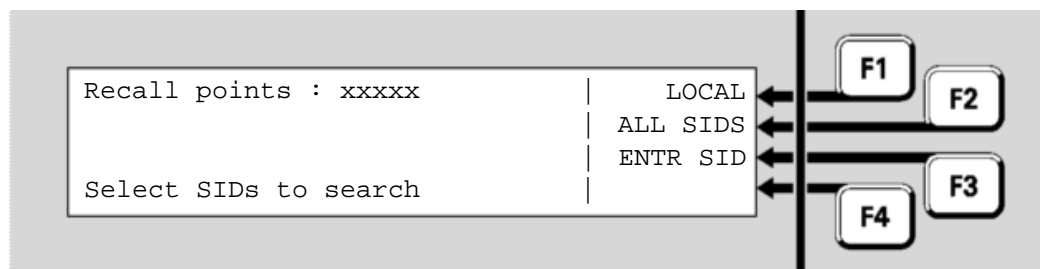 Recall points : xxxxx | LOCAL
| ALL SIDS
| ENTR SID
Select SIDs to search |
F1
F2
F3
F4